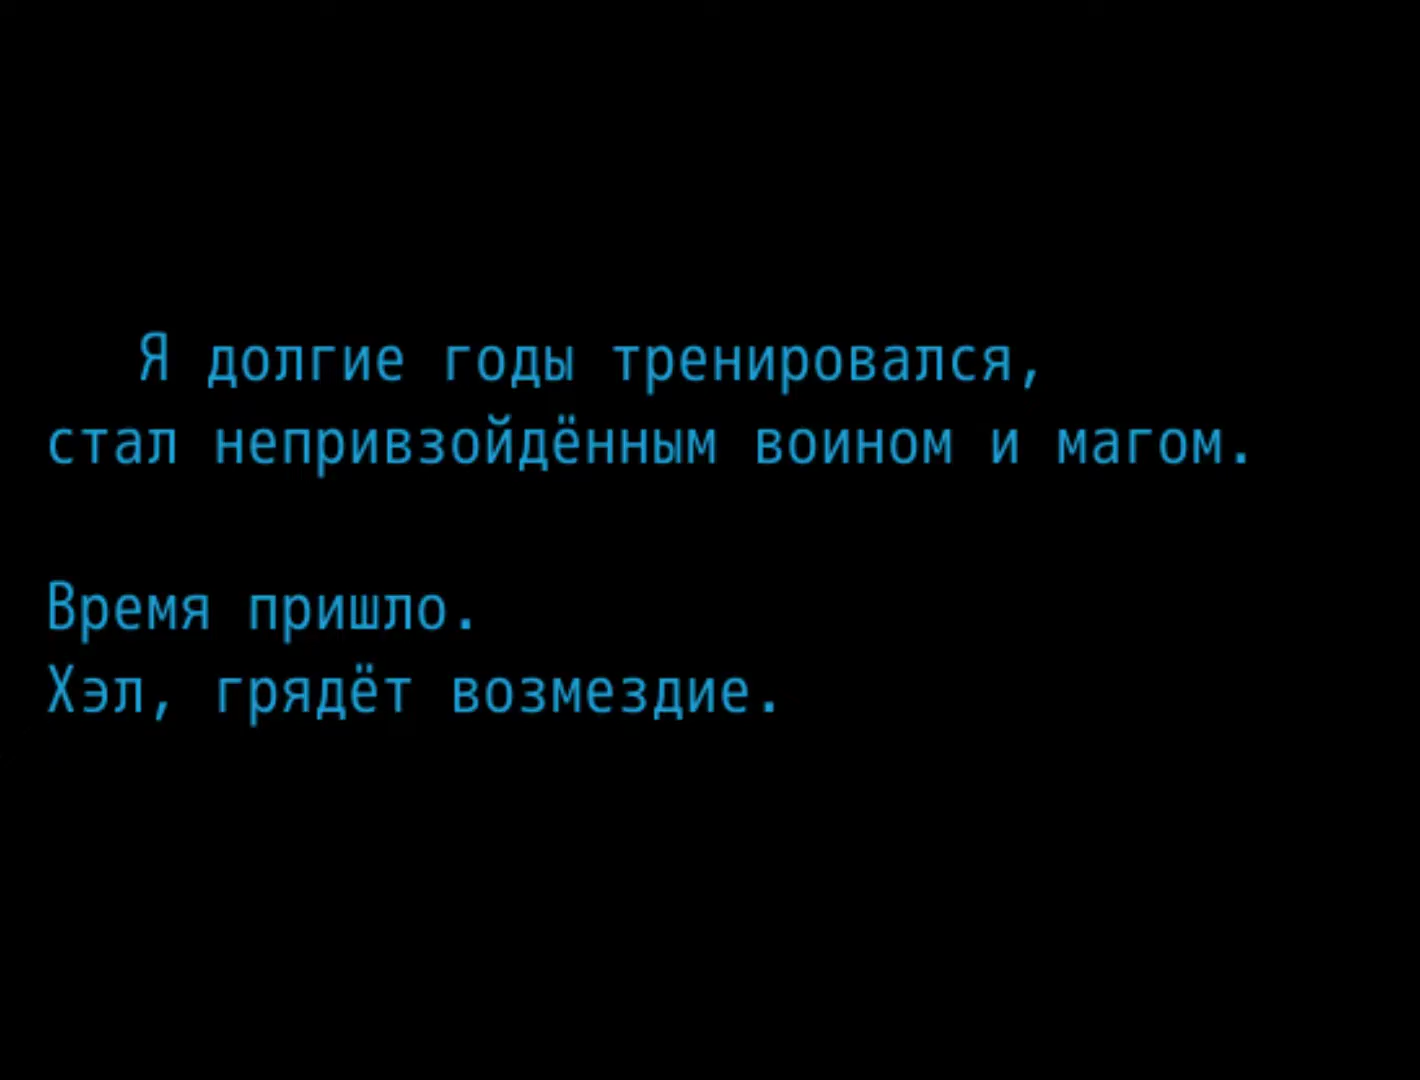 Я долгие годы тренировался,
стал непривзойдённым воином и магом.
Время пришло.
Хэл, грядёт возмездие.